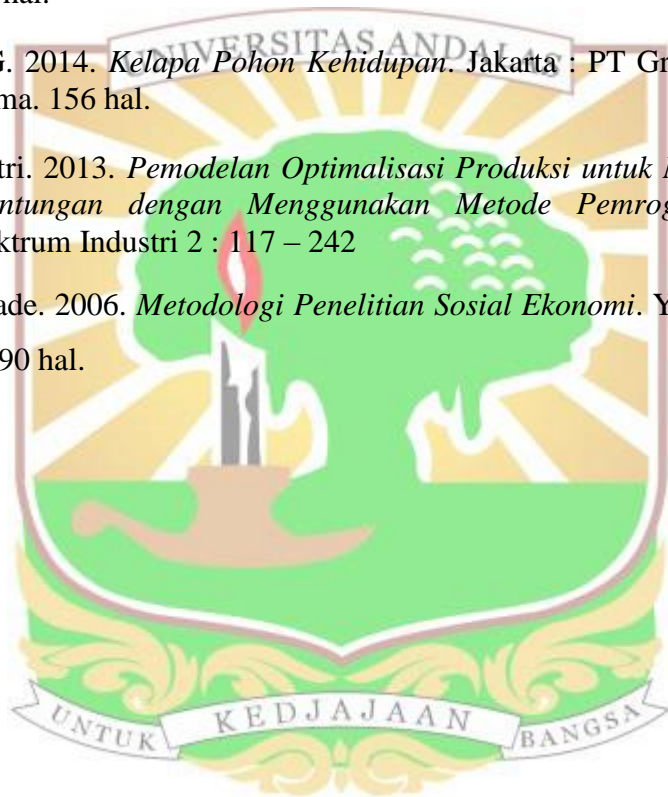 hal.
G. 2014. Kelapa Pohon Kehidupan. Jakarta : PT Gr
ma. 156 hal.
tri. 2013. Pemodelan Optimalisasi Produksi untuk
ntungan dengan Menggunakan Metode Pemrog
ktrum Industri 2 : 117 – 242
ade. 2006. Metodologi Penelitian Sosial Ekonomi. Y
90 hal.
UNIVERSITAS ANDALAS
UNTUK KEDJAJAAN BANGSA